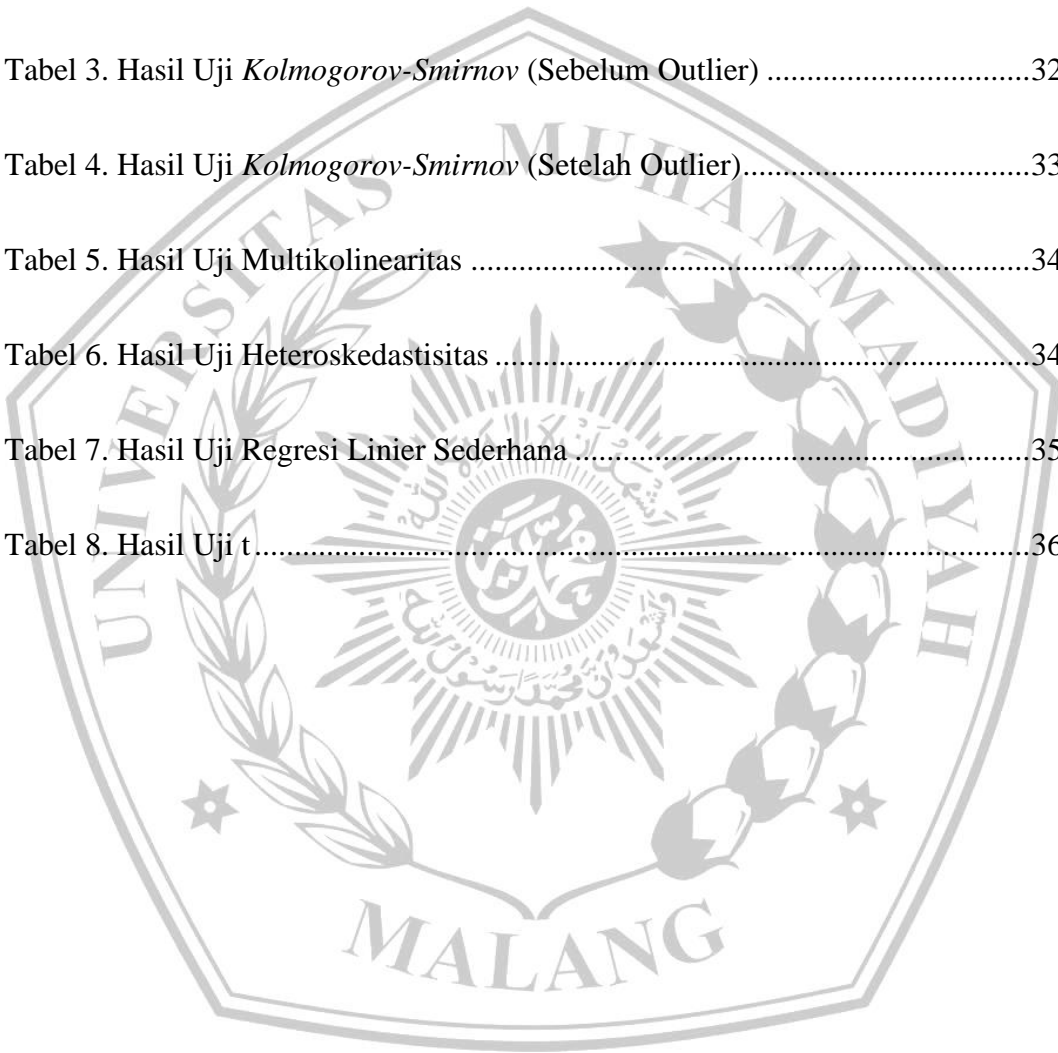 Tabel 3. Hasil Uji Kolmogorov-Smirnov (Sebelum Outlier) ................................32
Tabel 4. Hasil Uji Kolmogorov-Smirnov (Setelah Outlier)...................................33
Tabel 5. Hasil Uji Multikolinearitas .....................................................................34
Tabel 6. Hasil Uji Heteroskedastisitas ..................................................................34
Tabel 7. Hasil Uji Regresi Linier Sederhana ........................................................35
Tabel 8. Hasil Uji t................................................................................................36
UNIVERSITAS MUHAMMADIYAH
MALANG